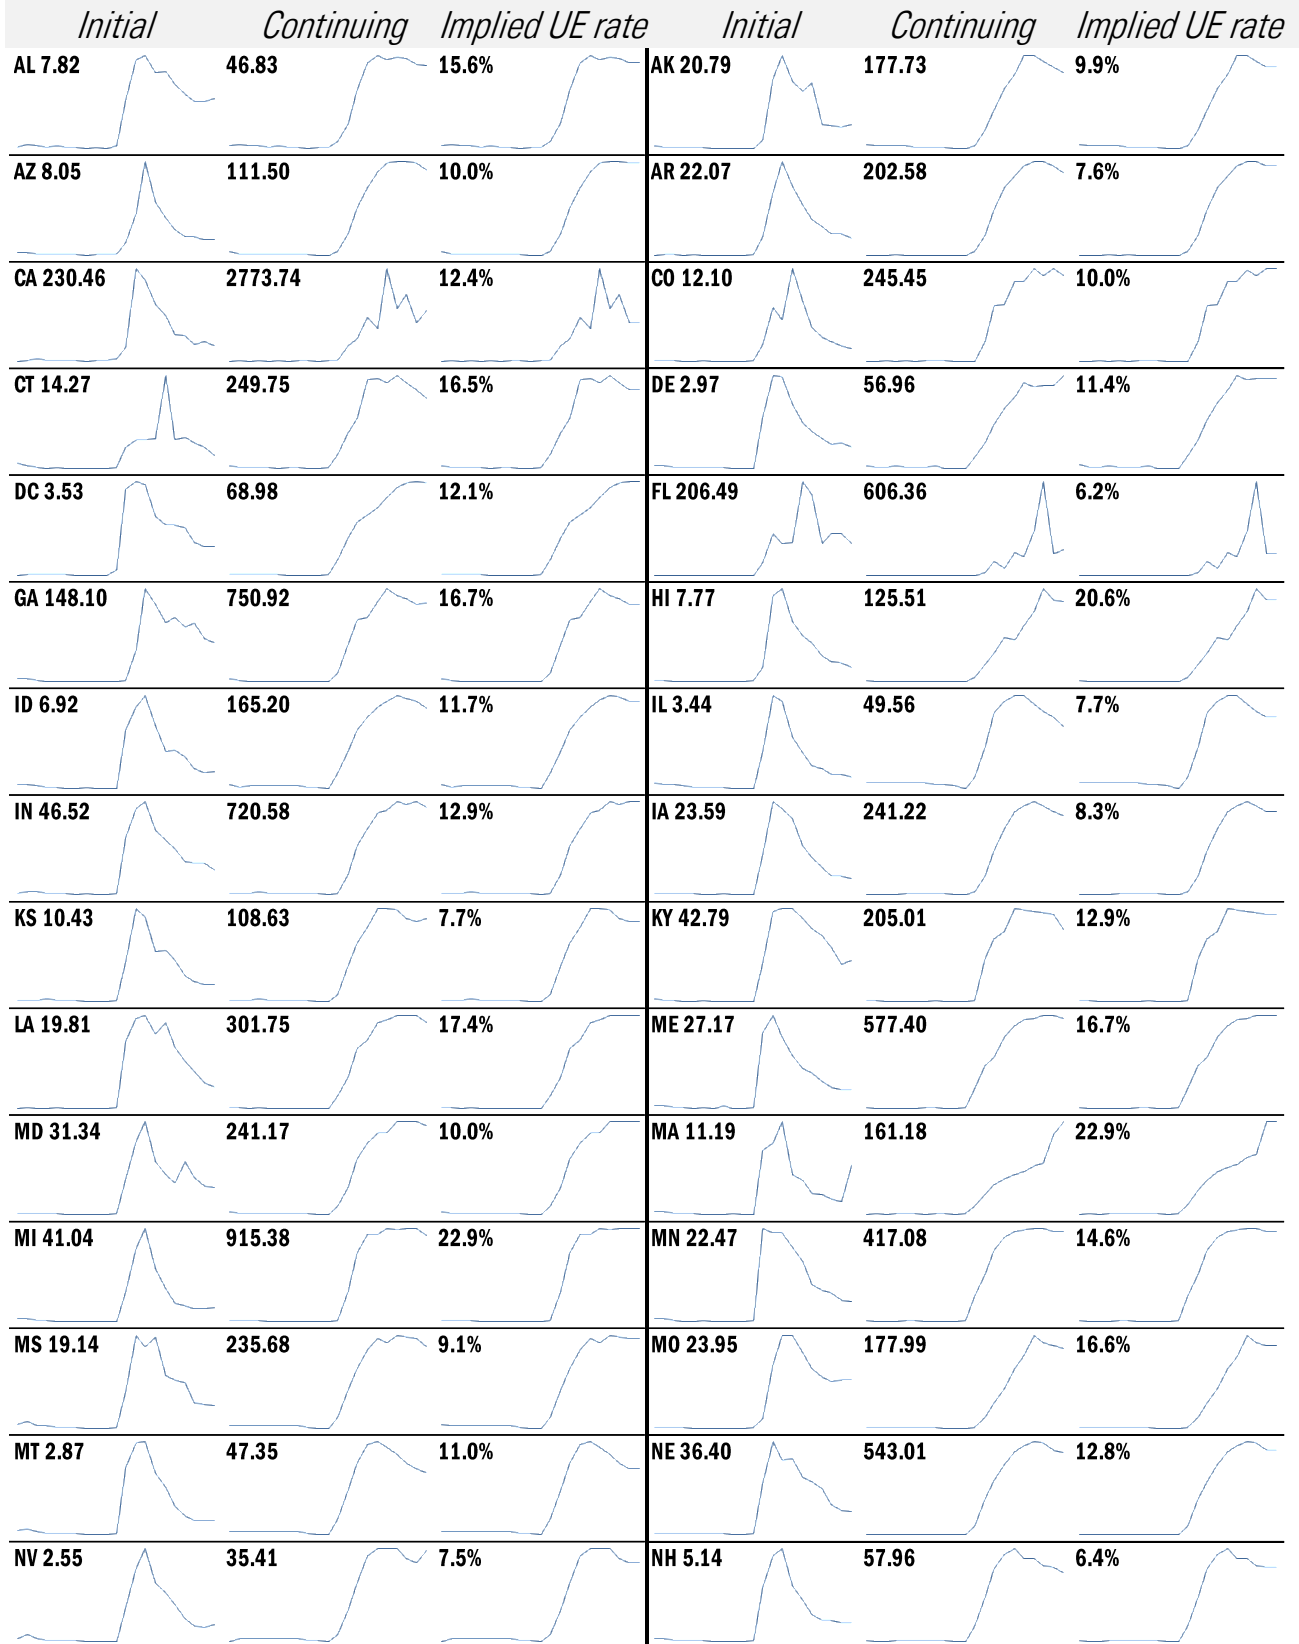 Initial Continuing Implied UE rate Initial Continuing Implied UE rate
AL 7.82 46.83 15.6% AK 20.79 177.73 9.9%
AZ 8.05 111.50 10.0% AR 22.07 202.58 7.6%
CA 230.46 2773.74 12.4% CO 12.10 245.45 10.0%
CT 14.27 249.75 16.5% DE 2.97 56.96 11.4%
DC 3.53 68.98 12.1% FL 206.49 606.36 6.2%
GA 148.10 750.92 16.7% HI 7.77 125.51 20.6%
ID 6.92 165.20 11.7% IL 3.44 49.56 7.7%
IN 46.52 720.58 12.9% IA 23.59 241.22 8.3%
KS 10.43 108.63 7.7% KY 42.79 205.01 12.9%
LA 19.81 301.75 17.4% ME 27.17 577.40 16.7%
MD 31.34 241.17 10.0% MA 11.19 161.18 22.9%
MI 41.04 915.38 22.9% MN 22.47 417.08 14.6%
MS 19.14 235.68 9.1% MO 23.95 177.99 16.6%
MT 2.87 47.35 11.0% NE 36.40 543.01 12.8%
NV 2.55 35.41 7.5% NH 5.14 57.96 6.4%